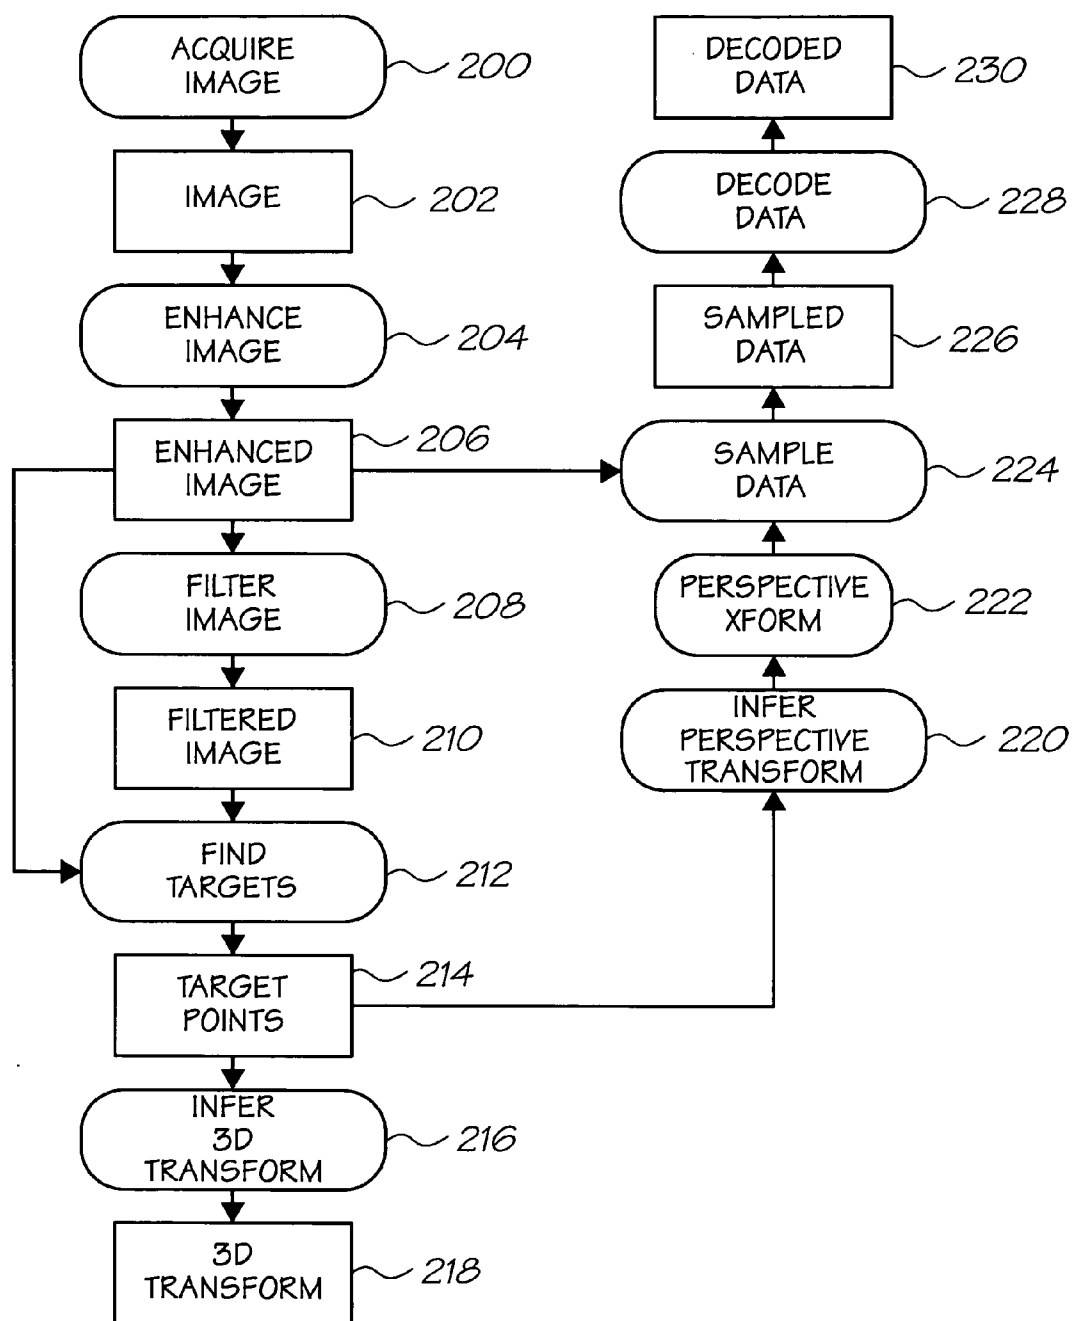 ACQUIRE
IMAGE
200
IMAGE
202
ENHANCE
IMAGE
204
ENHANCED
IMAGE
206
FILTER
IMAGE
208
FILTERED
IMAGE
210
FIND
TARGETS
212
TARGET
POINTS
214
INFER
3D
TRANSFORM
216
3D
TRANSFORM
218
DECODED
DATA
230
DECODE
DATA
228
SAMPLED
DATA
226
SAMPLE
DATA
224
PERSPECTIVE
XFORM
222
INFER
PERSPECTIVE
TRANSFORM
220